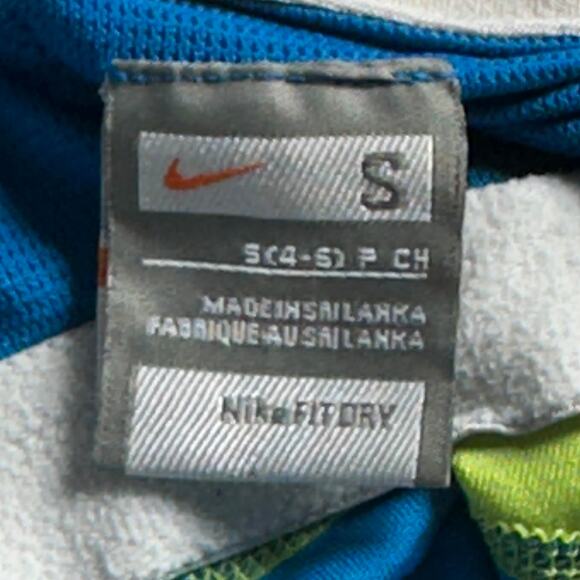 S
S(4-6) P CH
MADE IN SRI LANKA
FABRIQUE AU SRI LANKA
Nike FIT DRY